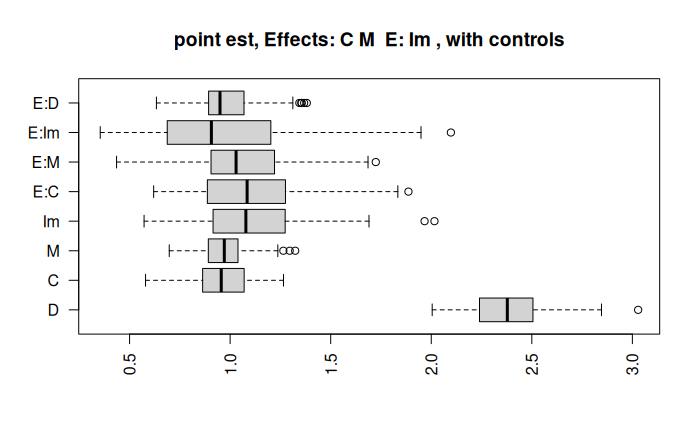 point est, Effects: C M  E: Im , with controls
E:D
E:Im
E:M
E:C
Im
M
C
D
0.5 1.0 1.5 2.0 2.5 3.0